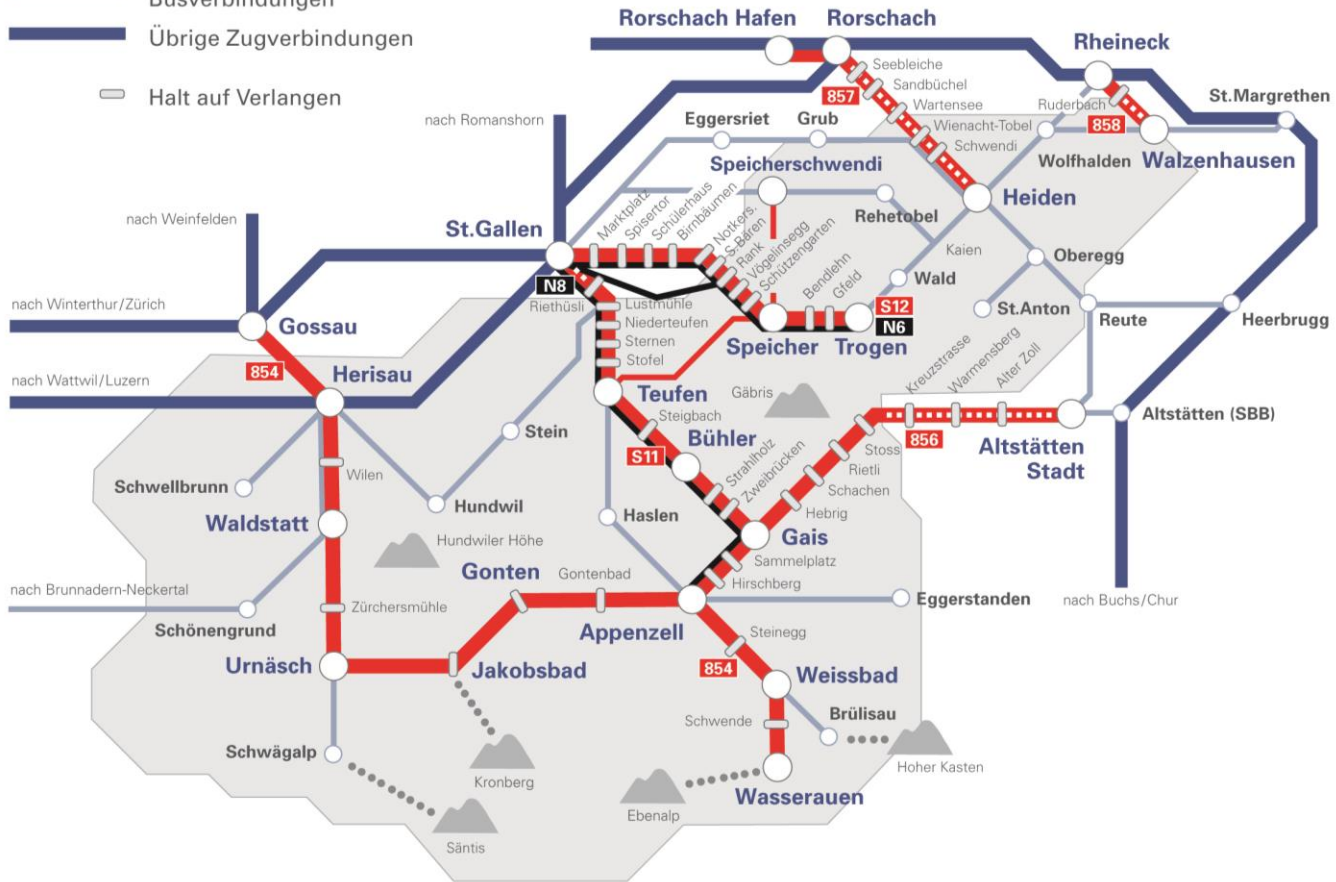 Busverbindungen
Übrige Zugverbindungen
Halt auf Verlangen
Rorschach Hafen
Rorschach
Rheineck
Seebleiche
Sandbüchel
Wartensee
Wienacht-Tobel
Schwendi
857
Ruderbach
858
St.Margrethen
nach Romanshorn
Eggersriet
Grub
Speicherschwendi
Wolfhalden
Walzenhausen
Heiden
nach Weinfelden
St.Gallen
Marktplatz
Spisertor
Schülerhaus
Birnbäumen
Notkers.
S.Bären
Rank
Vögelinsegg
Schützengarten
Bendlehn
Gfeld
Rehetobel
Kaien
Oberegg
Wald
St.Anton
Reute
Heerbrugg
nach Winterthur/Zürich
Gossau
N8
Riethüsli
Lustmühle
Niederteufen
Sternen
Stofel
S12
N6
Speicher
Trogen
854
Herisau
nach Wattwil/Luzern
Teufen
Gäbris
Kreuzstrasse
Warmensberg
Alter Zoll
856
Altstätten
Stadt
Altstätten (SBB)
Stein
Steigbach
Bühler
S11
Strahlholz
Zweibrücken
Stoss
Rietli
Schachen
Hebrig
Schwellbrunn
Wilen
Hundwil
Waldstatt
Haslen
Gais
Hundwiler Höhe
Sammelplatz
Hirschberg
Gonten
Gontenbad
nach Brunnadern-Neckertal
Schönengrund
Zürchersmühle
Appenzell
Eggerstanden
nach Buchs/Chur
Steinegg
854
Urnäsch
Jakobsbad
Weissbad
Schwende
Brülisau
Schwägalp
Kronberg
Hoher Kasten
Wasserauen
Ebenalp
Säntis